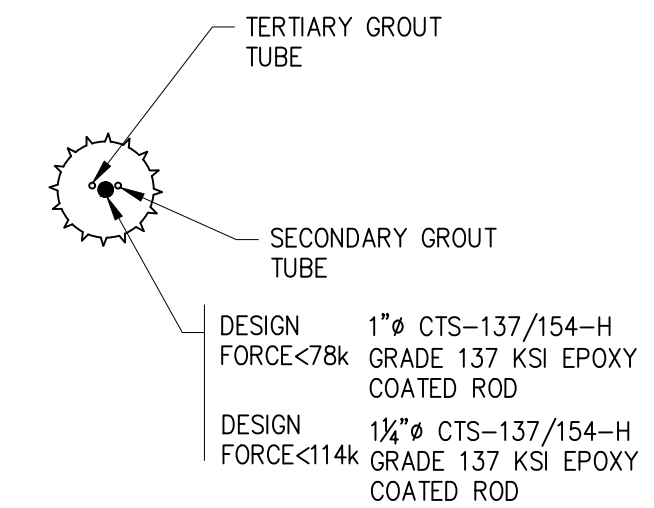 TERTIARY GROUT
TUBE
SECONDARY GROUT
TUBE
DESIGN
FORCE<78k
1"ø CTS-137/154-H
GRADE 137 KSI EPOXY
COATED ROD
DESIGN
FORCE<114k
1¼"ø CTS-137/154-H
GRADE 137 KSI EPOXY
COATED ROD